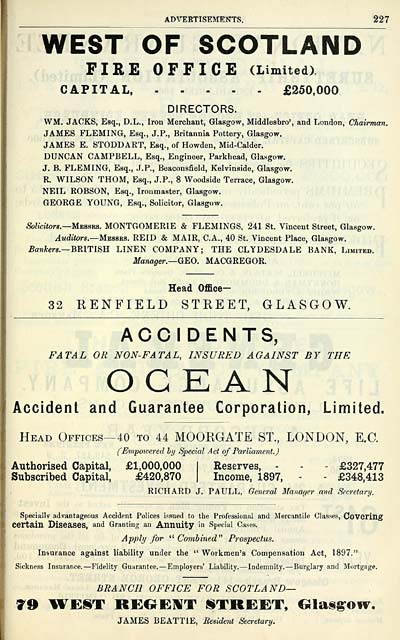 ADVERTISEMENTS. 227
WEST OF SCOTLAND
FIRE OFFICE (Limited).
CAPITAL, - - - - - £250,000
DIRECTORS.
WM. JACKS, Esq., D.L., Iron Merchant, Glasgow, Middlesbro', and London, Chairman.
JAMES FLEMING, Esq., J.P., Britannia Pottery, Glasgow.
JAMES E. STODDART, Esq., of Howden, Mid-Calder.
DUNCAN CAMPBELL, Esq., Engineer, Parkhead, Glasgow.
J. B. FLEMING, Esq., J.P., Beaconsfield, Kelvinside, Glasgow.
R. WILSON THOM, Esq., J.P., 8 Woodside Terrace, Glasgow.
NEIL ROBSON, Esq., Ironmaster, Glasgow.
GEORGE YOUNG, Esq., Solicitor, Glasgow.
Solicitors.—Messrs. MONTGOMERIE & FLEMINGS, 241 St. Vincent Street, Glasgow.
Auditors.—Messrs. REID & MAIR, C.A., 40 St. Vincent Place, Glasgow.
Bankers.—BRITISH LINEN COMPANY; THE CLYDESDALE BANK, Limited.
Manager.—GEO. MACGREGOR.
Head Office—
32 RENFIELD STREET, GLASGOW.
ACCIDENTS,
FATAL OR NON-FATAL, INSURED AGAINST BY THE
OCEAN
Accident and Guarantee Corporation, Limited.
Head Offices—40 to 44 MOORGATE ST., LONDON, E.C.
(Empowered by Special Act of Parliament.)
Authorised Capital, £1,000,000 | Reserves, - - £327,477
Subscribed Capital, £420,870 | Income, 1897, - - £348,413
RICHARD J. PAULL, General Manager and Secretary.
Specially advantageous Accident Polices issued to the Professional and Mercantile Classes, Covering
certain Diseases, and Granting an Annuity in Special Cases.
Apply for "Combined" Prospectus.
Insurance against liability under the "Workmen's Compensation Act, 1897."
Sickness Insurance.—Fidelity Guarantee.—Employers' Liability.—Indemnity.—Burglary and Mortgage.
BRANCH OFFICE FOR SCOTLAND—
79 WEST REGENT STREET, Glasgow.
JAMES BEATTIE, Resident Secretary.